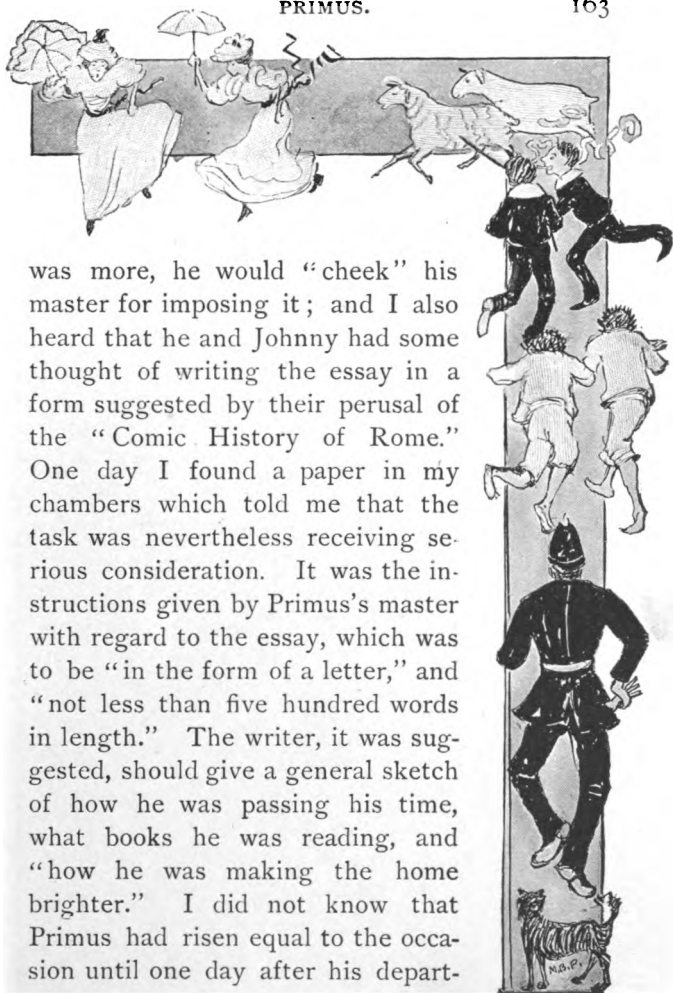 PRIMUS. 163
was more, he would “cheek” his
master for imposing it; and I also
heard that he and Johnny had some
thought of writing the essay in a
form suggested by their perusal of
the “Comic History of Rome.”
One day I found a paper in my
chambers which told me that the
task was nevertheless receiving se-
rious consideration. It was the in-
structions given by Primus's master
with regard to the essay, which was
to be “in the form of a letter,” and
“not less than five hundred words
in length.” The writer, it was sug-
gested, should give a general sketch
of how he was passing his time,
what books he was reading, and
“how he was making the home
brighter.” I did not know that
Primus had risen equal to the occa-
sion until one day after his depart-
M.B.P.